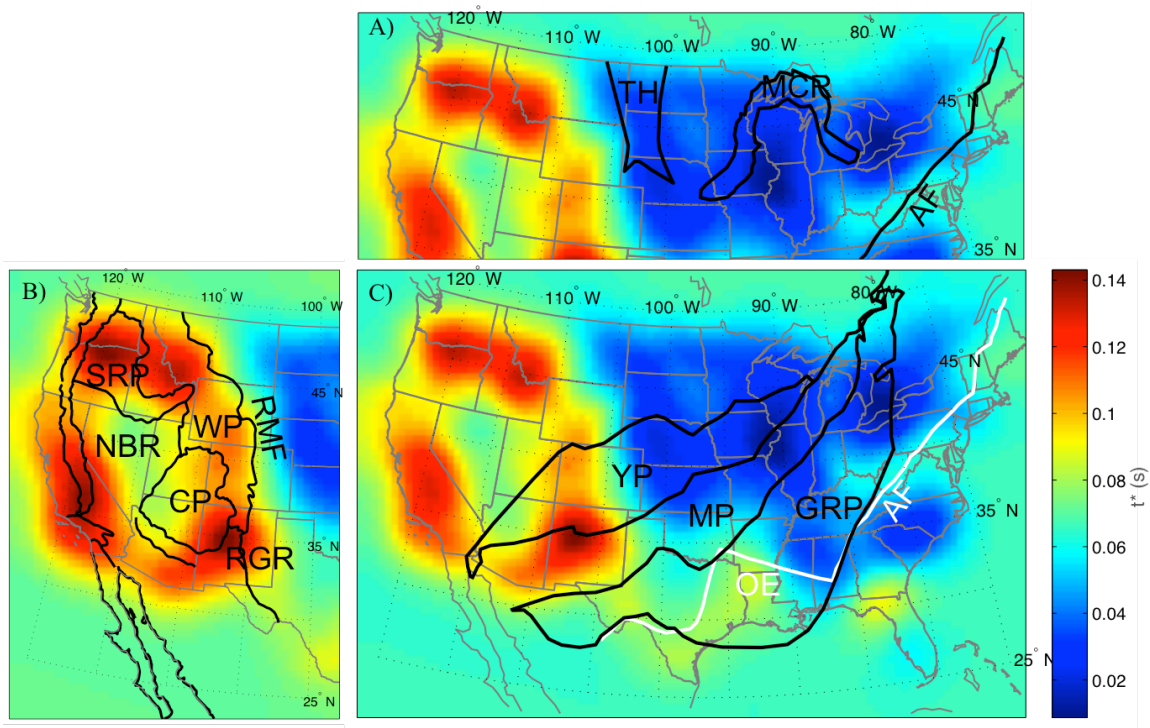 A)
120° W
110° W
100° W
90° W
80° W
TH
MCR
45° N
AF
35° N
B)
120° W
110° W
100° W
SRP
45° N
WP
RMF
NBR
CP
35° N
RGR
25° N
C)
120° W
110° W
100° W
90° W
80° W
45° N
YP
MP
GRP
AF
35° N
OE
25° N
0.14
0.12
0.1
0.08
0.06
0.04
0.02
t* (s)